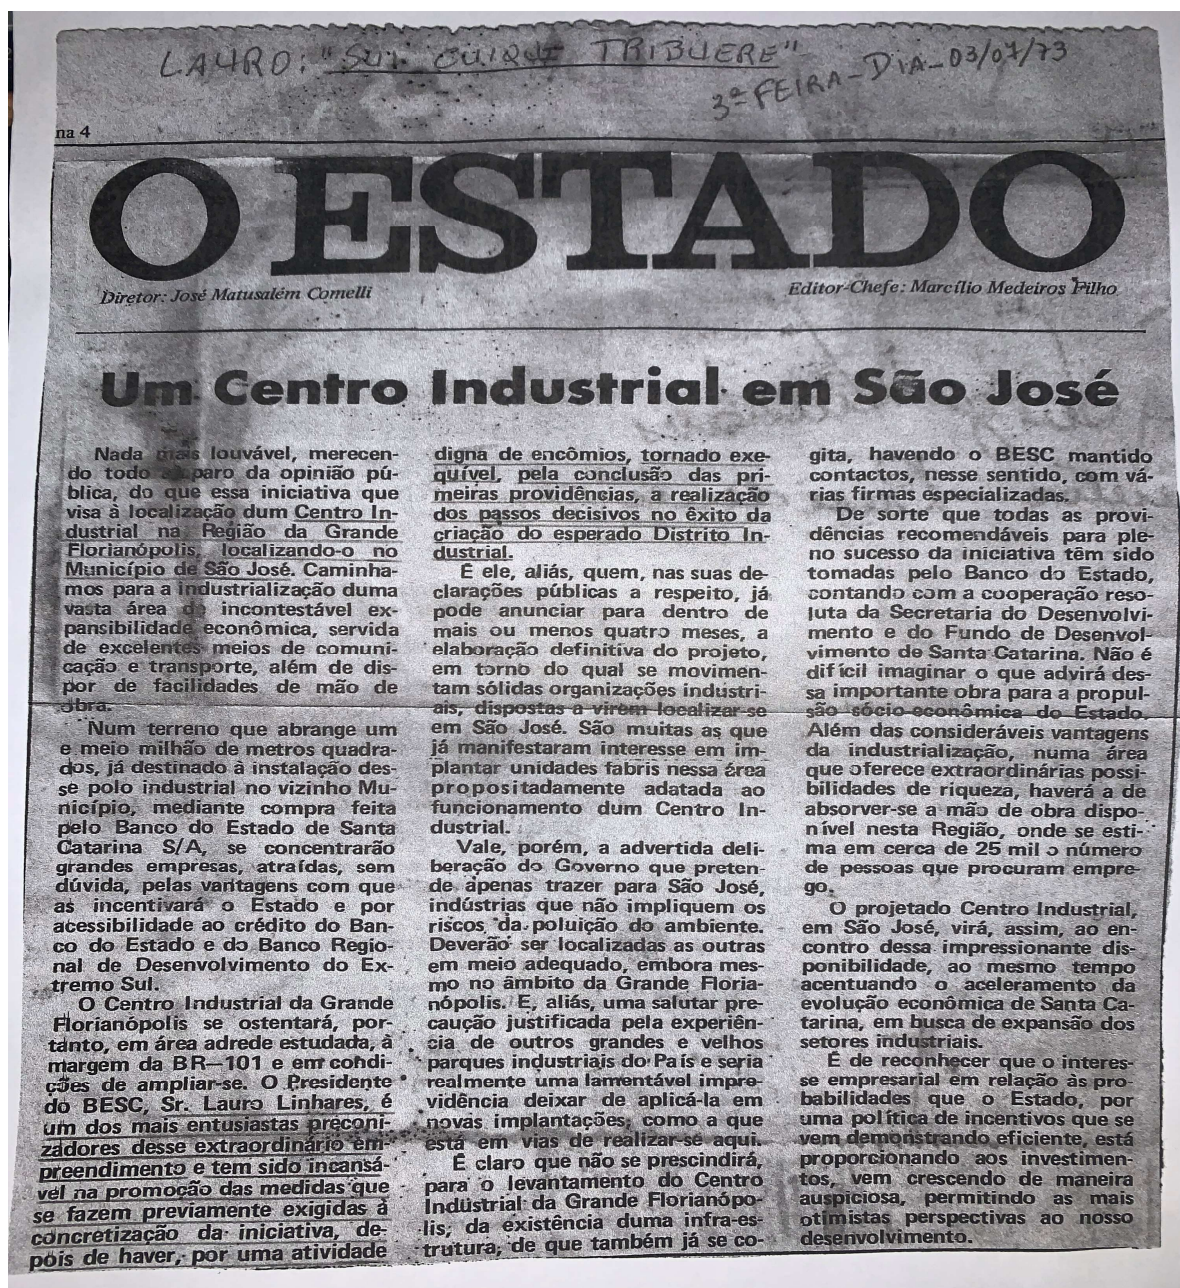 LAURO: "SUI CUIQUE TRIBUERE"
3ª FEIRA - DIA - 03/07/73
na 4
O ESTADO
Diretor: José Matusalém Comelli
Editor-Chefe: Marcílio Medeiros Filho
Um Centro Industrial em São José
Nada mais louvável, merecen-
do todo amparo da opinião pú-
blica, do que essa iniciativa que
visa à localização dum Centro In-
dustrial na Região da Grande
Florianópolis, localizando-o no
Município de São José. Caminha-
mos para a industrialização duma
vasta área de incontestável ex-
pansibilidade econômica, servida
de excelentes meios de comuni-
cação e transporte, além de dis-
por de facilidades de mão de
obra.
Num terreno que abrange um
e meio milhão de metros quadra-
dos, já destinado à instalação des-
se polo industrial no vizinho Mu-
nicípio, mediante compra feita
pelo Banco do Estado de Santa
Catarina S/A, se concentrarão
grandes empresas, atraídas, sem
dúvida, pelas vantagens com que
as incentivará o Estado e por
acessibilidade ao crédito do Ban-
co do Estado e do Banco Regio-
nal de Desenvolvimento do Ex-
tremo Sul.
O Centro Industrial da Grande
Florianópolis se ostentará, por-
tanto, em área adrede estudada, à
margem da BR—101 e em condi-
ções de ampliar-se. O Presidente
do BESC, Sr. Lauro Linhares, é
um dos mais entusiastas preconi-
zadores desse extraordinário em-
preendimento e tem sido incansá-
vel na promoção das medidas que
se fazem previamente exigidas à
concretização da iniciativa, de-
pois de haver, por uma atividade
digna de encômios, tornado exe-
quível, pela conclusão das pri-
meiras providências, a realização
dos passos decisivos no êxito da
criação do esperado Distrito In-
dustrial.
É ele, aliás, quem, nas suas de-
clarações públicas a respeito, já
pode anunciar para dentro de
mais ou menos quatro meses, a
elaboração definitiva do projeto,
em torno do qual se movimen-
tam sólidas organizações industri-
ais, dispostas a virem localizar-se
em São José. São muitas as que
já manifestaram interesse em im-
plantar unidades fabris nessa área
propositadamente adatada ao
funcionamento dum Centro In-
dustrial.
Vale, porém, a advertida deli-
beração do Governo que preten-
de apenas trazer para São José,
indústrias que não impliquem os
riscos da poluição do ambiente.
Deverão ser localizadas as outras
em meio adequado, embora mes-
mo no âmbito da Grande Floria-
nópolis. E, aliás, uma salutar pre-
caução justificada pela experiên-
cia de outros grandes e velhos
parques industriais do País e seria
realmente uma lamentável impre-
vidência deixar de aplicá-la em
novas implantações, como a que
está em vias de realizar-se aqui.
É claro que não se prescindirá,
para o levantamento do Centro
Industrial da Grande Florianópo-
lis, da existência duma infra-es-
trutura, de que também já se co-
gita, havendo o BESC mantido
contactos, nesse sentido, com vá-
rias firmas especializadas.
De sorte que todas as provi-
dências recomendáveis para ple-
no sucesso da iniciativa têm sido
tomadas pelo Banco do Estado,
contando com a cooperação reso-
luta da Secretaria do Desenvolvi-
mento e do Fundo de Desenvol-
vimento de Santa Catarina. Não é
difícil imaginar o que advirá des-
sa importante obra para a propul-
são sócio-econômica do Estado.
Além das consideráveis vantagens
da industrialização, numa área
que oferece extraordinárias possi-
bilidades de riqueza, haverá a de
absorver-se a mão de obra dispo-
nível nesta Região, onde se esti-
ma em cerca de 25 mil o número
de pessoas que procuram empre-
go.
O projetado Centro Industrial,
em São José, virá, assim, ao en-
contro dessa impressionante dis-
ponibilidade, ao mesmo tempo
acentuando o aceleramento da
evolução econômica de Santa Ca-
tarina, em busca de expansão dos
setores industriais.
É de reconhecer que o interes-
se empresarial em relação às pro-
babilidades que o Estado, por
uma política de incentivos que se
vem demonstrando eficiente, está
proporcionando aos investimen-
tos, vem crescendo de maneira
auspiciosa, permitindo as mais
otimistas perspectivas ao nosso
desenvolvimento.